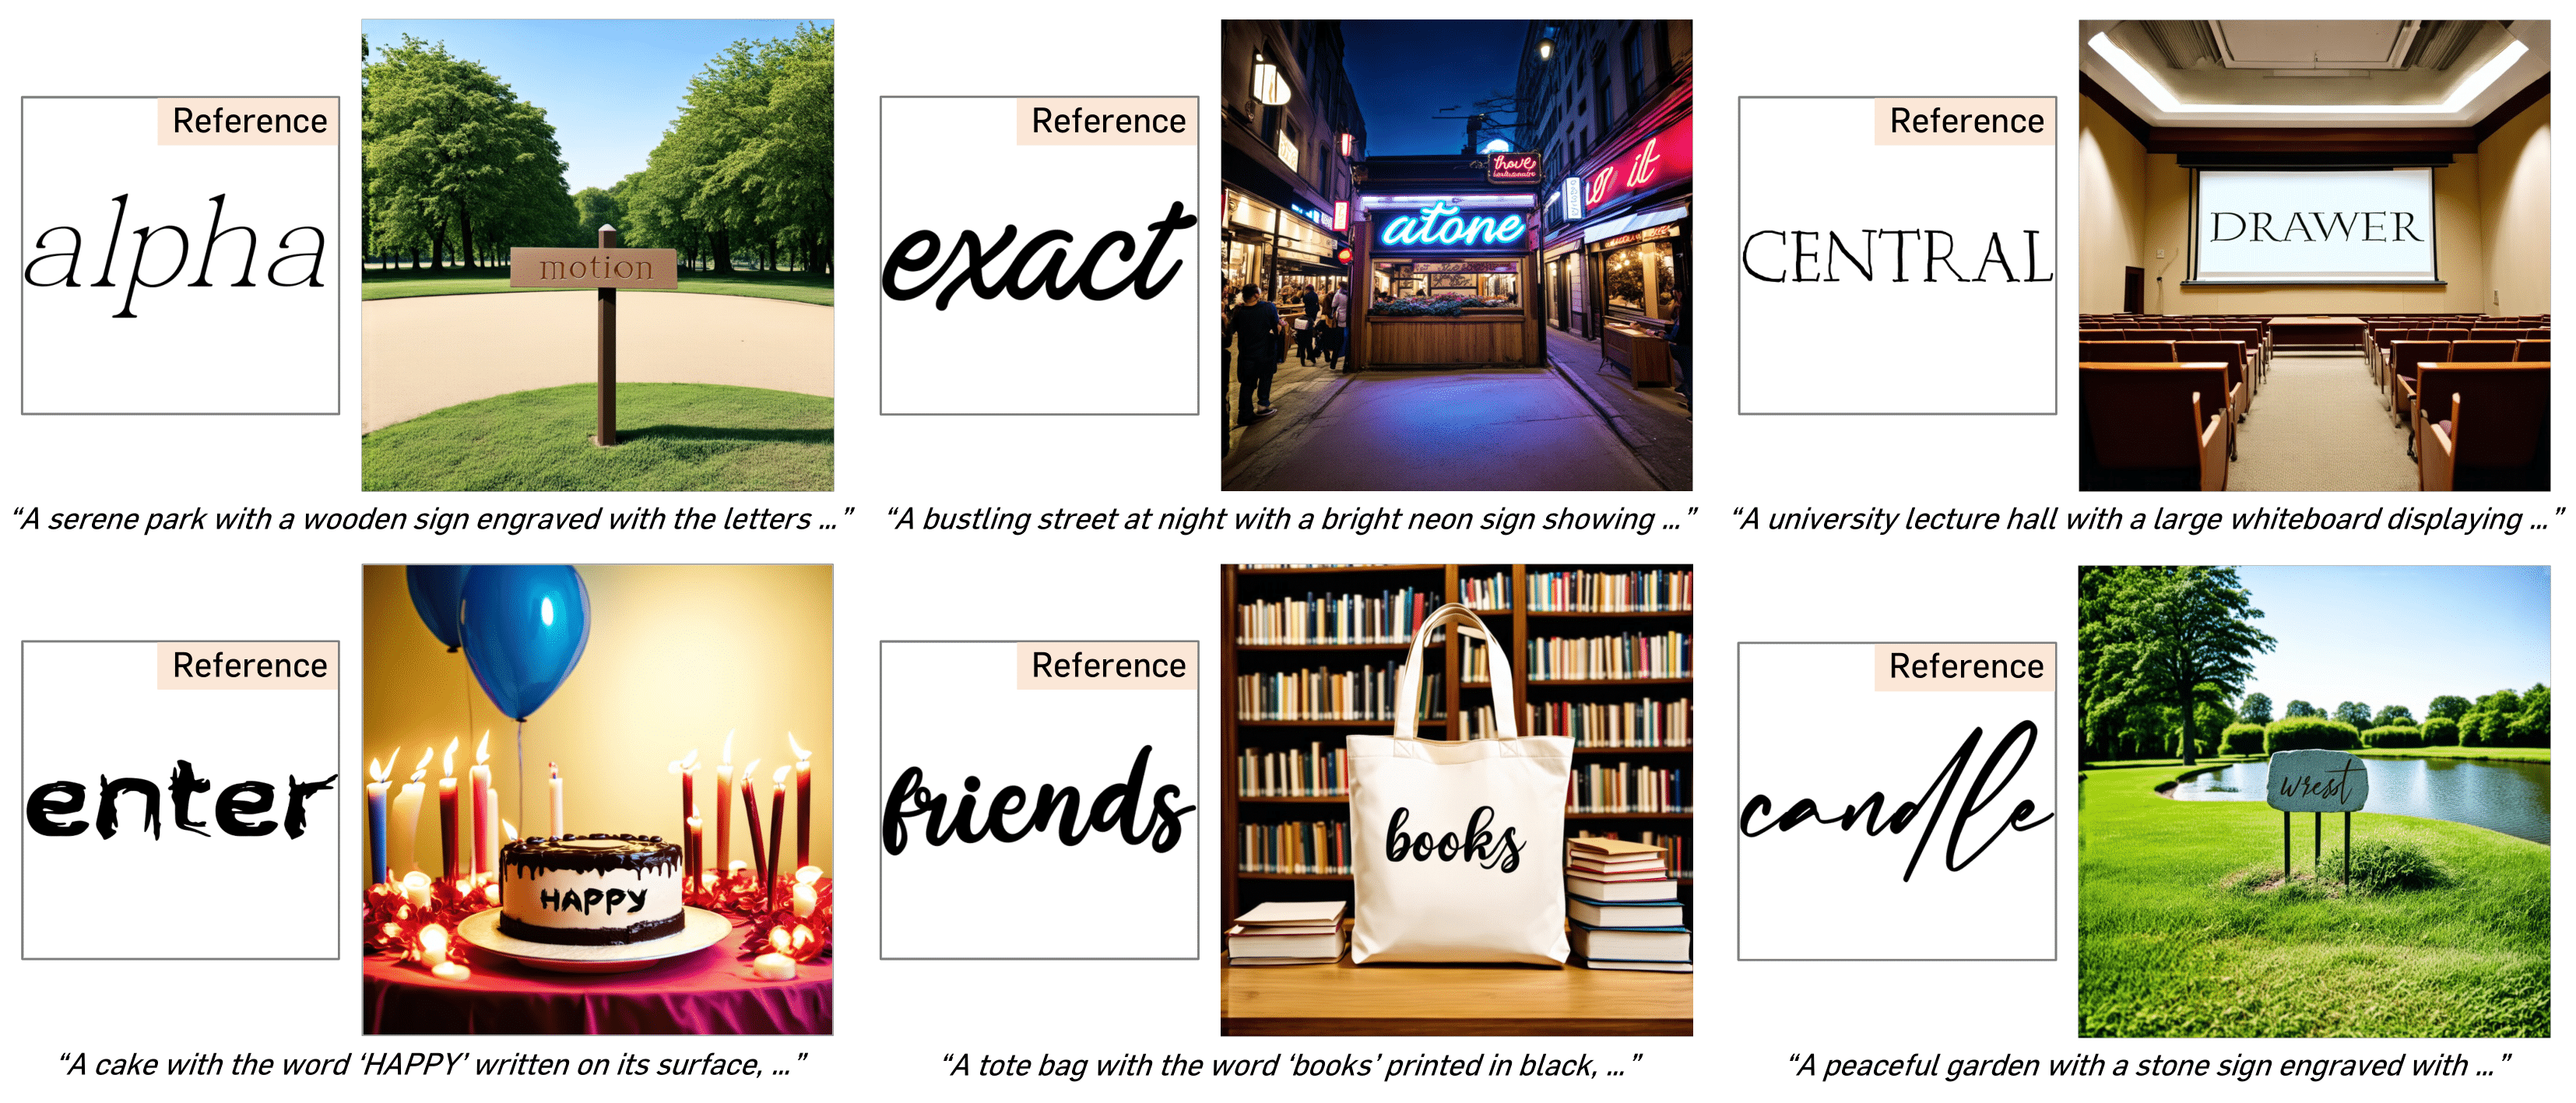 Reference
alpha
motion
"A serene park with a wooden sign engraved with the letters ..."
Reference
exact
atone
thove
it
"A bustling street at night with a bright neon sign showing ..."
Reference
CENTRAL
DRAWER
"A university lecture hall with a large whiteboard displaying ..."
Reference
enter
HAPPY
"A cake with the word ‘HAPPY’ written on its surface, ..."
Reference
friends
books
"A tote bag with the word ‘books’ printed in black, ..."
Reference
candle
wrest
"A peaceful garden with a stone sign engraved with ..."